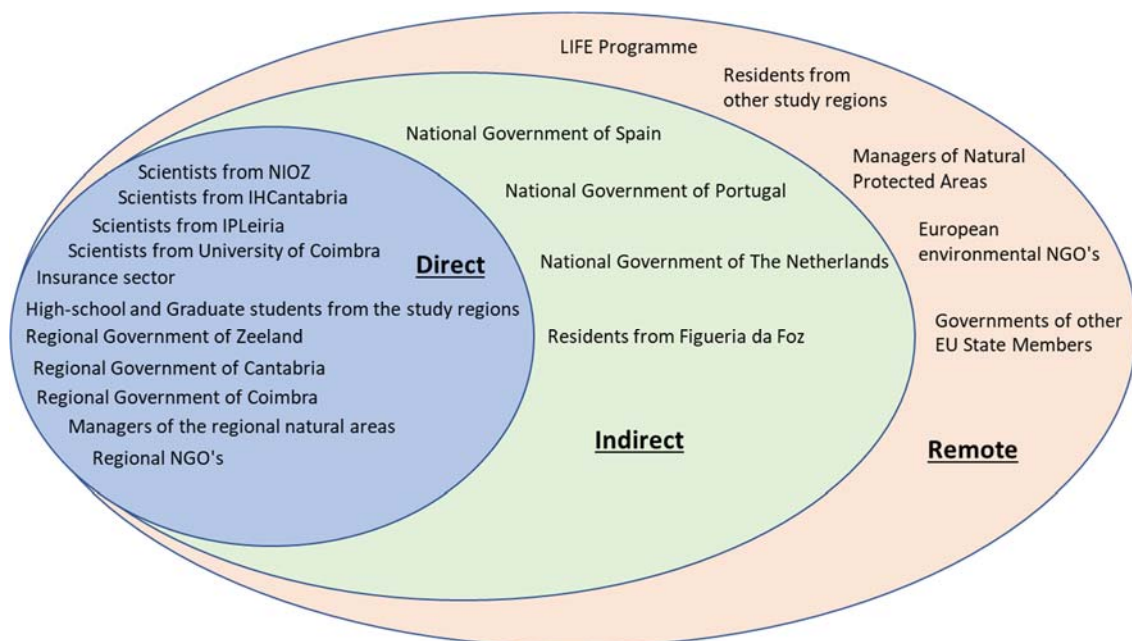 LIFE Programme
Residents from
other study regions
National Government of Spain
Managers of Natural
Protected Areas
Scientists from NIOZ
Scientists from IHCantabria
National Government of Portugal
Scientists from IPLeiria
European
environmental NGO's
Scientists from University of Coimbra
Direct
National Government of The Netherlands
Insurance sector
High-school and Graduate students from the study regions
Governments of other
EU State Members
Regional Government of Zeeland
Residents from Figueria da Foz
Regional Government of Cantabria
Regional Government of Coimbra
Managers of the regional natural areas
Indirect
Remote
Regional NGO's